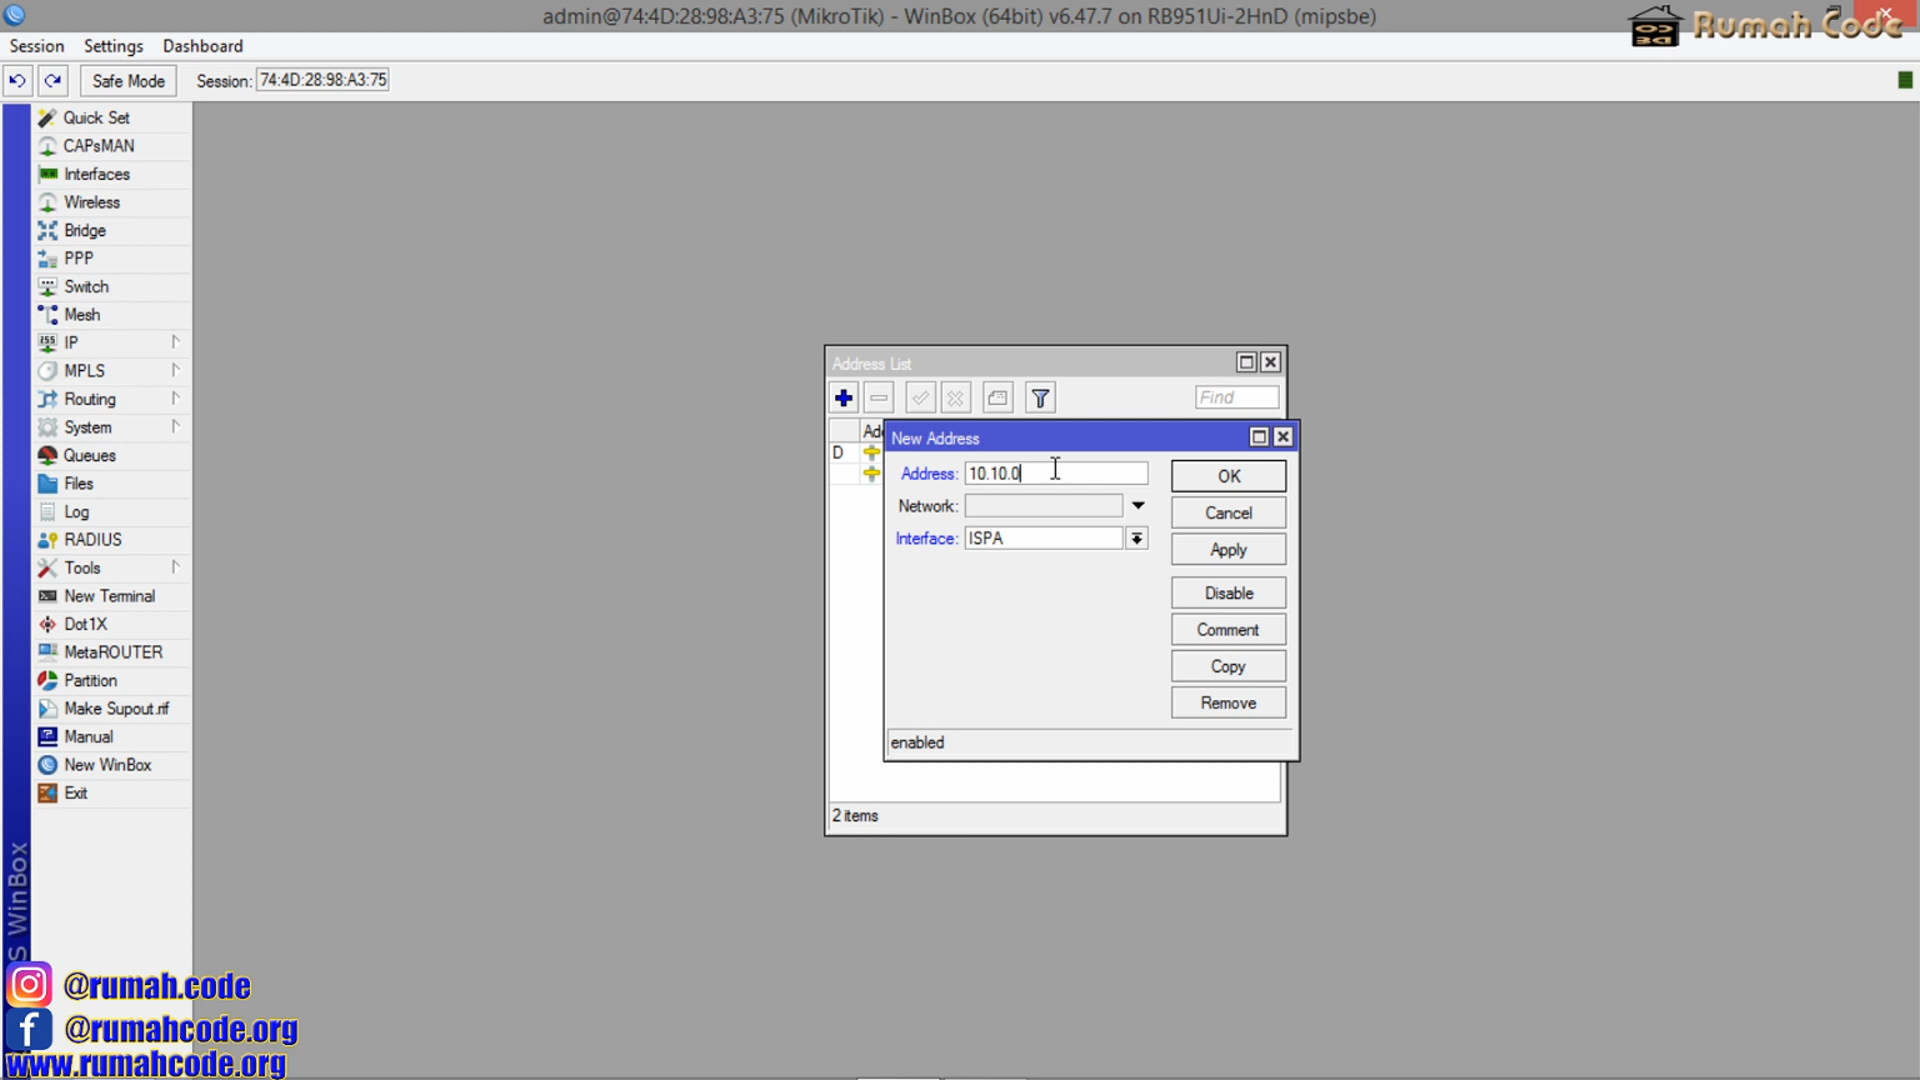 admin@74:4D:28:98:A3:75 (MikroTik) - WinBox (64bit) v6.47.7 on RB951Ui-2HnD (mipsbe)
Rumah Code
Session Settings Dashboard
Safe Mode Session: 74:4D:28:98:A3:75
Quick Set
CAPsMAN
Interfaces
Wireless
Bridge
PPP
Switch
Mesh
IP
MPLS
Routing
System
Queues
Files
Log
RADIUS
Tools
New Terminal
Dot1X
MetaROUTER
Partition
Make Supout.rif
Manual
New WinBox
Exit
S WinBox
Address List
Find
D
New Address
Address: 10.10.0
Network:
Interface: ISPA
OK
Cancel
Apply
Disable
Comment
Copy
Remove
enabled
2 items
@rumah.code
@rumahcode.org
www.rumahcode.org